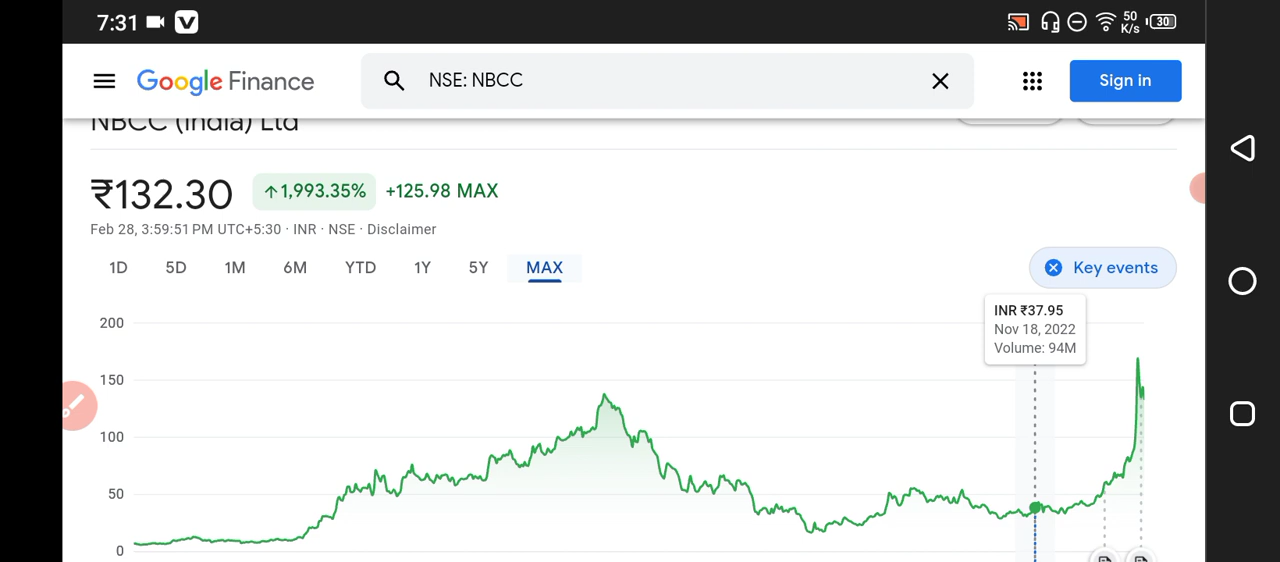 7:31
50
K/s
30
Google Finance
NSE: NBCC
Sign in
NBCC (India) Ltd
₹132.30
↑1,993.35%
+125.98 MAX
Feb 28, 3:59:51 PM UTC+5:30 · INR · NSE · Disclaimer
1D 5D 1M 6M YTD 1Y 5Y MAX
Key events
INR ₹37.95
Nov 18, 2022
Volume: 94M
200
150
100
50
0